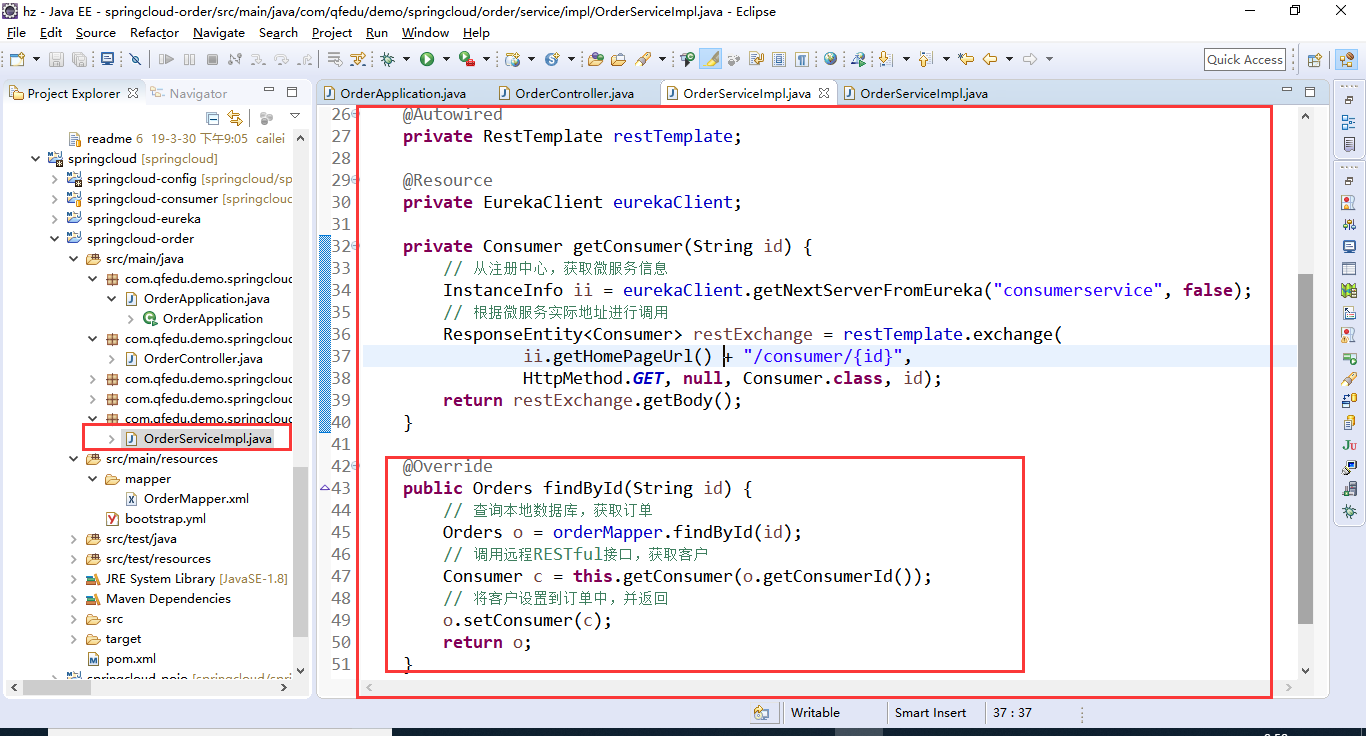 hz - Java EE - springcloud-order/src/main/java/com/qfedu/demo/springcloud/order/service/impl/OrderServiceImpl.java - Eclipse
File Edit Source Refactor Navigate Search Project Run Window Help
Quick Access
Project Explorer
Navigator
readme 6 19-3-30 下午9:05 cailei
springcloud [springcloud]
springcloud-config [springcloud/sp
springcloud-consumer [springcloud
springcloud-eureka
springcloud-order
src/main/java
com.qfedu.demo.springcloud
OrderApplication.java
OrderApplication
com.qfedu.demo.springcloud
OrderController.java
com.qfedu.demo.springcloud
com.qfedu.demo.springcloud
com.qfedu.demo.springcloud
OrderServiceImpl.java
src/main/resources
mapper
OrderMapper.xml
bootstrap.yml
src/test/java
src/test/resources
JRE System Library [JavaSE-1.8]
Maven Dependencies
src
target
pom.xml
springcloud-pojo [springcloud/spri
OrderApplication.java OrderController.java OrderServiceImpl.java OrderServiceImpl.java
26 @Autowired
27 private RestTemplate restTemplate;
28
29 @Resource
30 private EurekaClient eurekaClient;
31
32 private Consumer getConsumer(String id) {
33 // 从注册中心，获取微服务信息
34 InstanceInfo ii = eurekaClient.getNextServerFromEureka("consumerservice", false);
35 // 根据微服务实际地址进行调用
36 ResponseEntity<Consumer> restExchange = restTemplate.exchange(
37 ii.getHomePageUrl() + "/consumer/{id}",
38 HttpMethod.GET, null, Consumer.class, id);
39 return restExchange.getBody();
40 }
41
42 @Override
43 public Orders findById(String id) {
44 // 查询本地数据库，获取订单
45 Orders o = orderMapper.findById(id);
46 // 调用远程RESTful接口，获取客户
47 Consumer c = this.getConsumer(o.getConsumerId());
48 // 将客户设置到订单中，并返回
49 o.setConsumer(c);
50 return o;
51 }
Writable Smart Insert 37 : 37